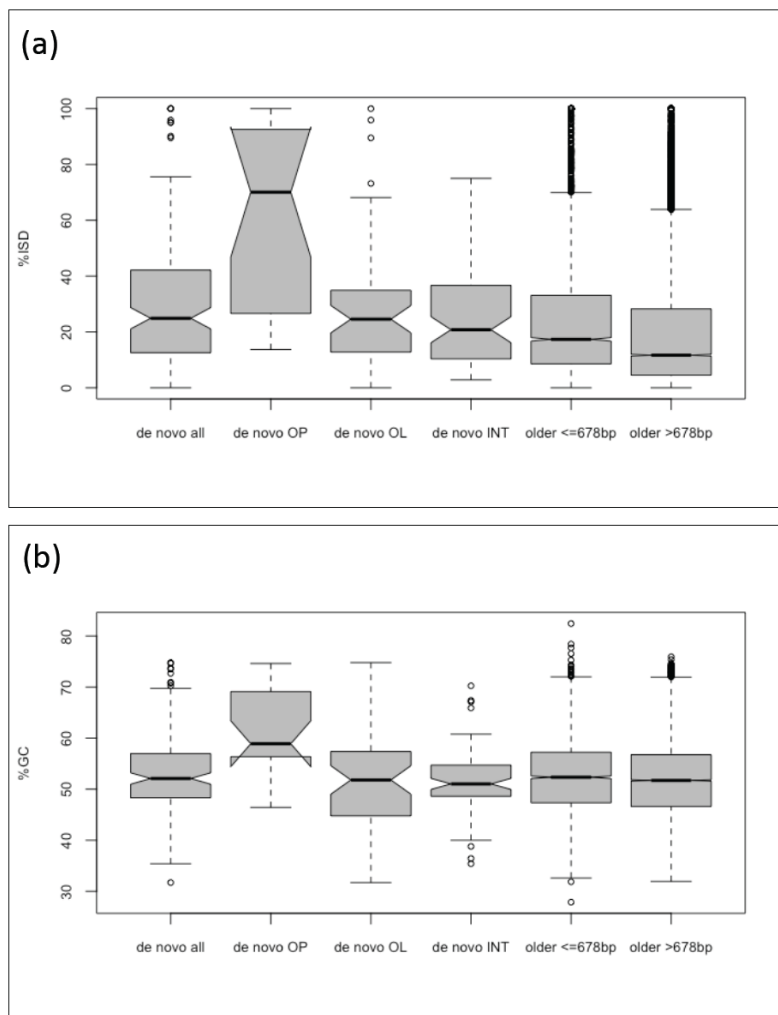 (a)
100
80
60
40
20
0
%ISD
de novo all de novo OP de novo OL de novo INT older <=678bp older >678bp
(b)
80
70
60
50
40
30
%GC
de novo all de novo OP de novo OL de novo INT older <=678bp older >678bp